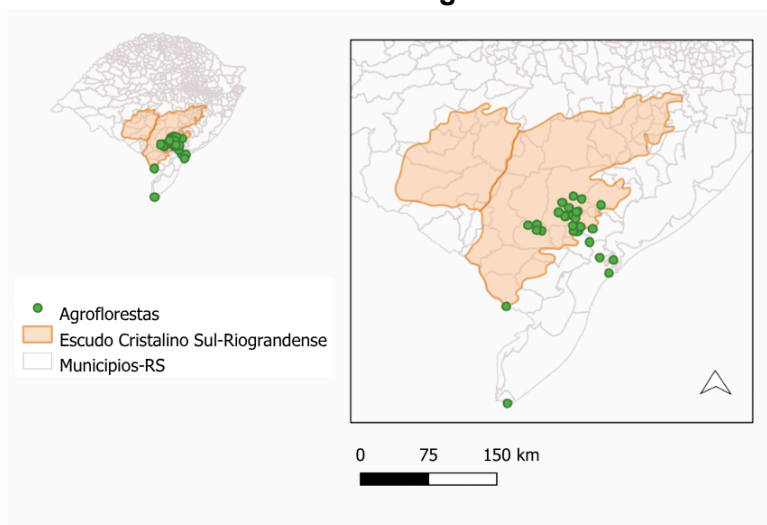 Agroflorestas
Escudo Cristalino Sul-Riograndense
Municipios-RS
0 75 150 km